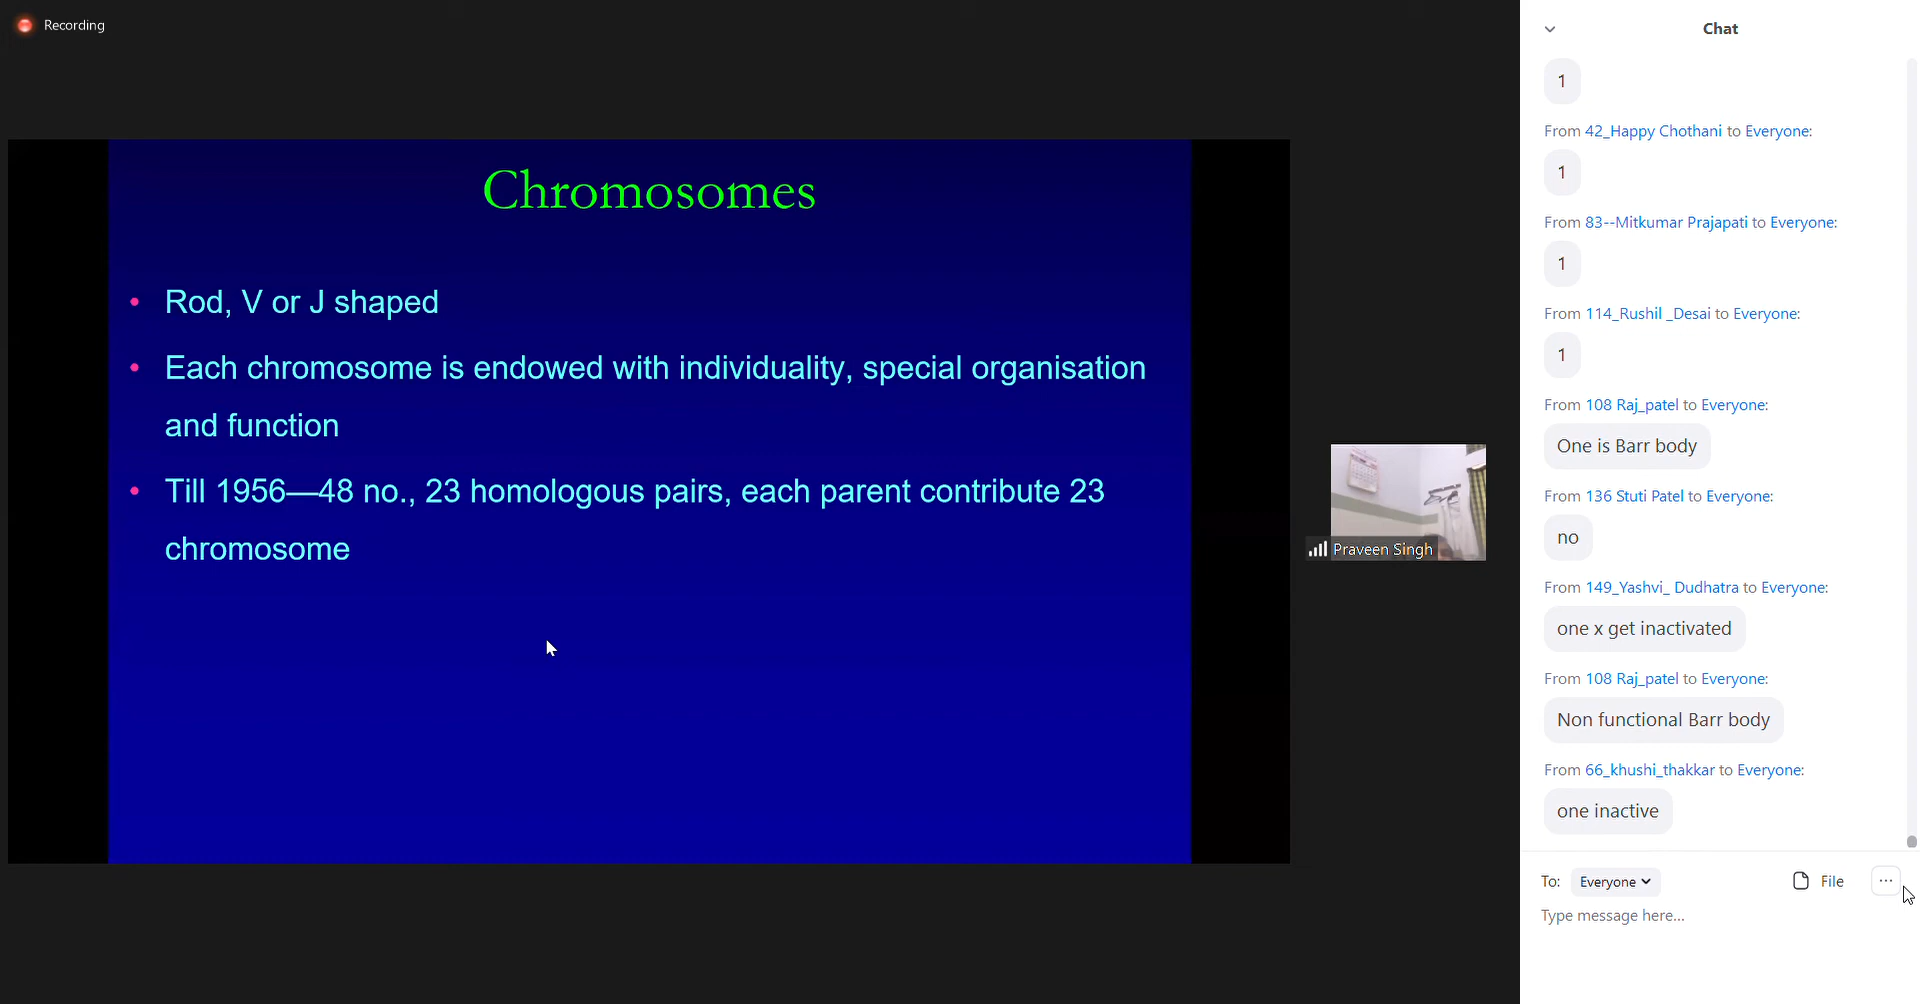 Recording
Chromosomes
• Rod, V or J shaped
• Each chromosome is endowed with individuality, special organisation
and function
• Till 1956—48 no., 23 homologous pairs, each parent contribute 23
chromosome
Praveen Singh
Chat
1
From 42_Happy Chothani to Everyone:
1
From 83--Mitkumar Prajapati to Everyone:
1
From 114_Rushil _Desai to Everyone:
1
From 108 Raj_patel to Everyone:
One is Barr body
From 136 Stuti Patel to Everyone:
no
From 149_Yashvi_ Dudhatra to Everyone:
one x get inactivated
From 108 Raj_patel to Everyone:
Non functional Barr body
From 66_khushi_thakkar to Everyone:
one inactive
To: Everyone File ...
Type message here...